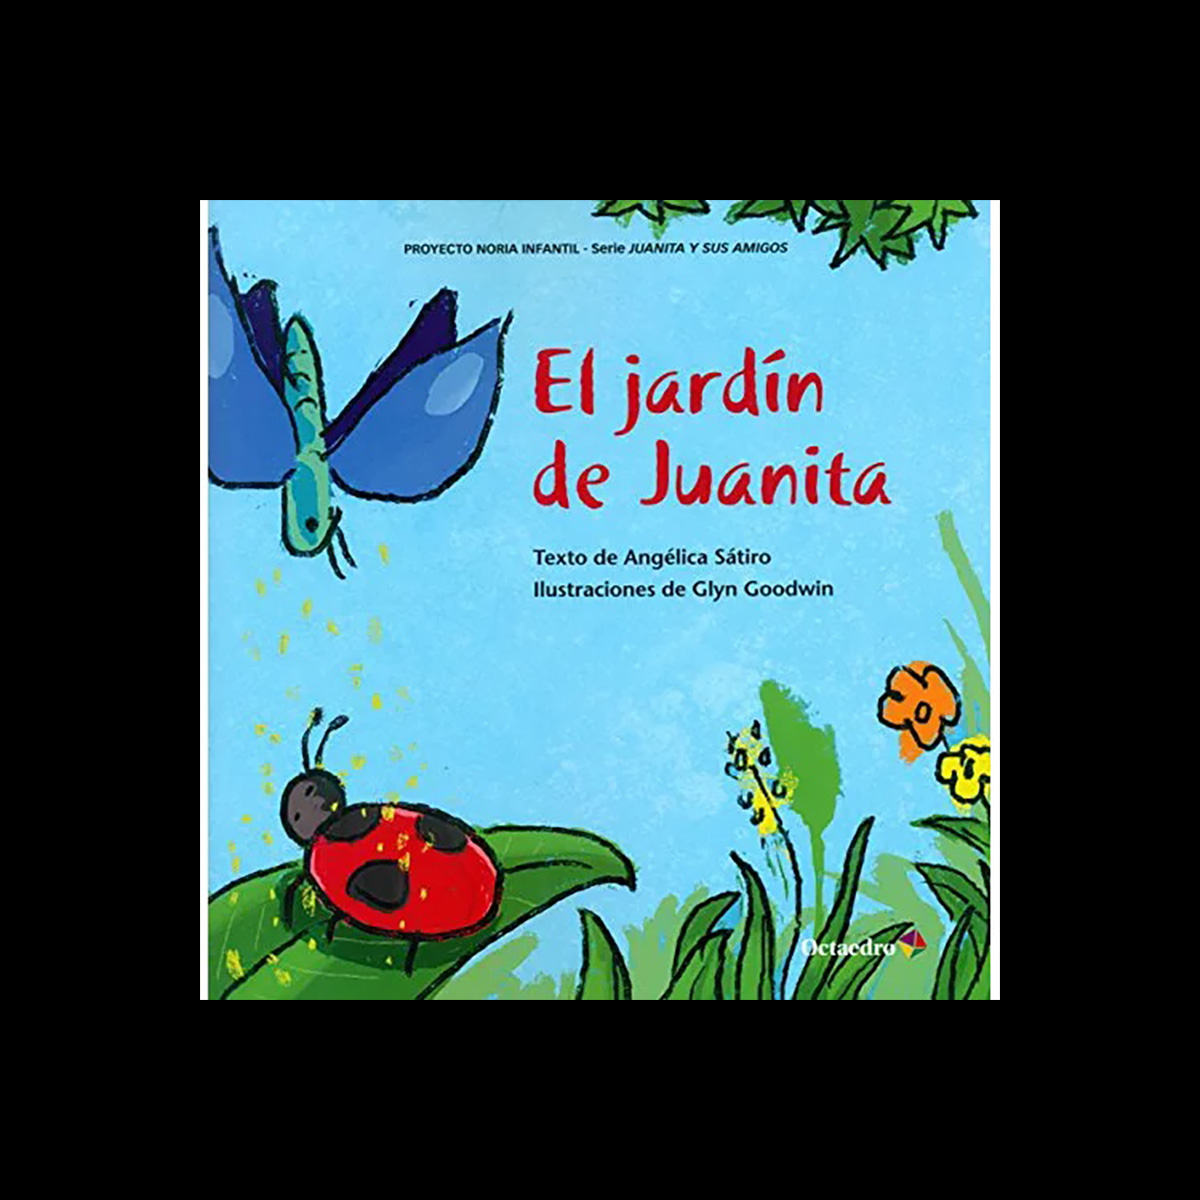 PROYECTO NORIA INFANTIL - Serie JUANITA Y SUS AMIGOS
El jardín
de Juanita
Texto de Angélica Sátiro
Ilustraciones de Glyn Goodwin
Octaedro